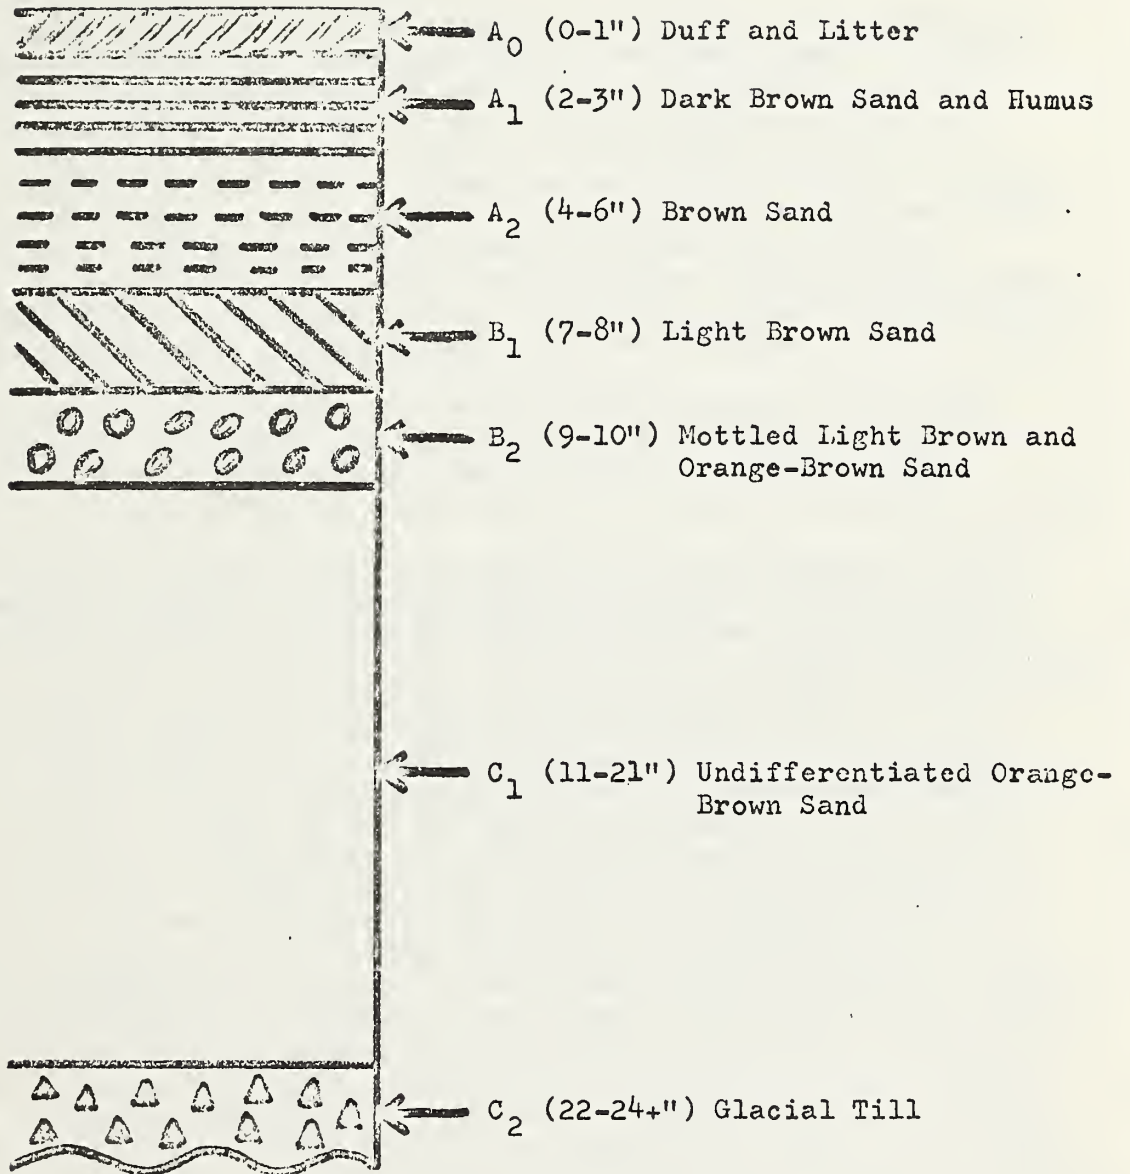 A0 (0-1") Duff and Litter
A1 (2-3") Dark Brown Sand and Humus
A2 (4-6") Brown Sand
B1 (7-8") Light Brown Sand
B2 (9-10") Mottled Light Brown and
Orange-Brown Sand
C1 (11-21") Undifferentiated Orange-
Brown Sand
C2 (22-24+") Glacial Till